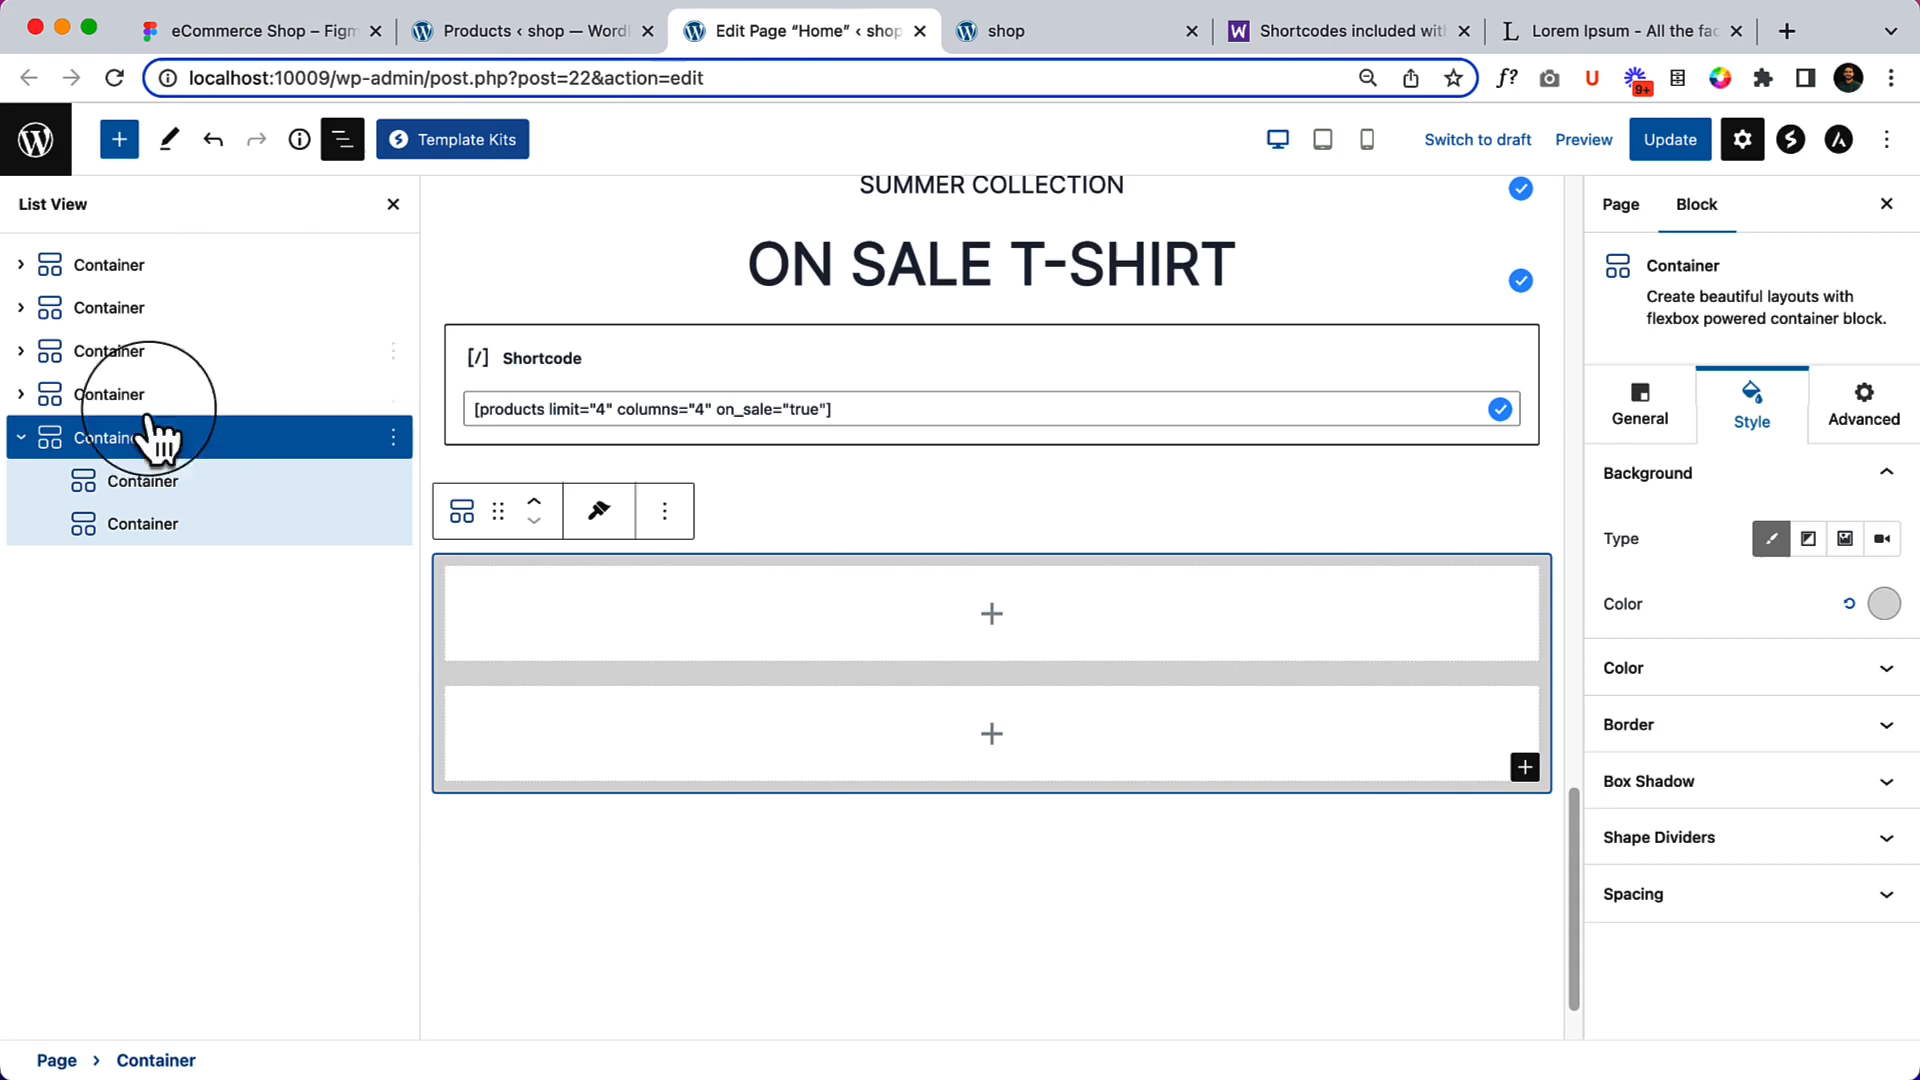 eCommerce Shop – Figm
Products ‹ shop — Word
Edit Page “Home” ‹ shop
shop
Shortcodes included wit
Lorem Ipsum - All the fac
localhost:10009/wp-admin/post.php?post=22&action=edit
f?
U
9+
Template Kits
Switch to draft
Preview
Update
List View
Container
Container
Container
Container
Container
Container
Container
SUMMER COLLECTION
ON SALE T-SHIRT
[/] Shortcode
[products limit="4" columns="4" on_sale="true"]
Page
Block
Container
Create beautiful layouts with
flexbox powered container block.
General
Style
Advanced
Background
Type
Color
Color
Border
Box Shadow
Shape Dividers
Spacing
Page › Container